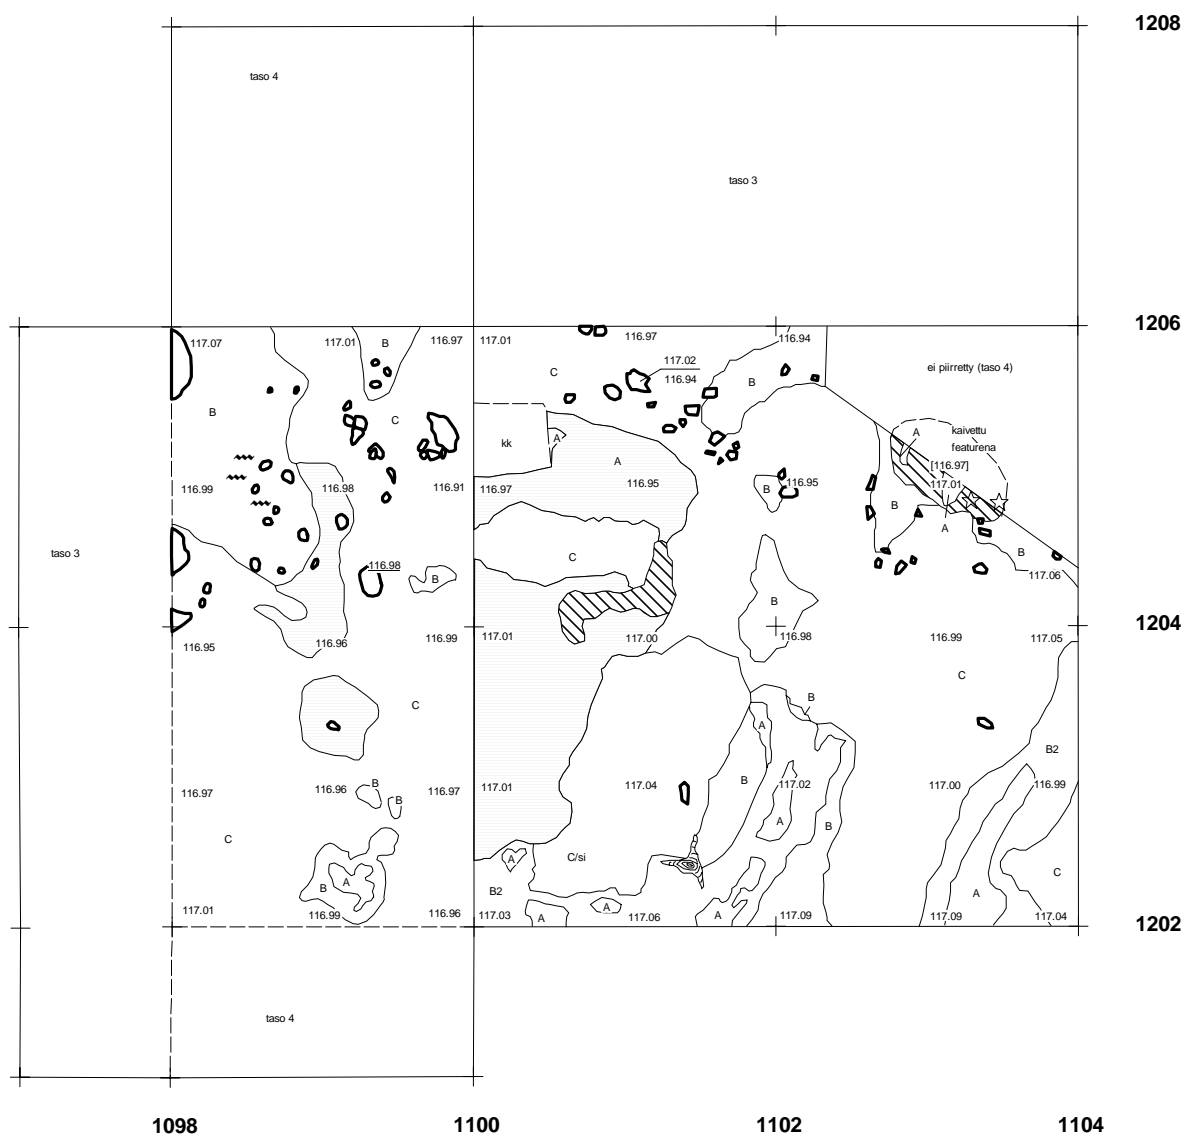 1208
taso 4
taso 3
1206
117.07 117.01 B 116.97 117.01 116.97 116.94
117.02
116.94
ei piirretty (taso 4)
C B
B C
A kaivettu
featurena
kk A A
[116.97]
116.99 116.98 116.91 116.97 116.95 B 116.95 117.01
B A
taso 3 C B
116.98 B 117.06
B
1204
116.95 116.96 116.99 117.01 117.00 116.98 116.99 117.05
C C
B
A B2
116.97 116.96 B 116.97 117.01 117.04 B 117.02 117.00 116.99
B
A B
C
C/si
A
B A B2 A C
117.01 116.99 116.96 117.03 A A 117.06 A 117.09 117.09 117.04
1202
taso 4
1098 1100 1102 1104